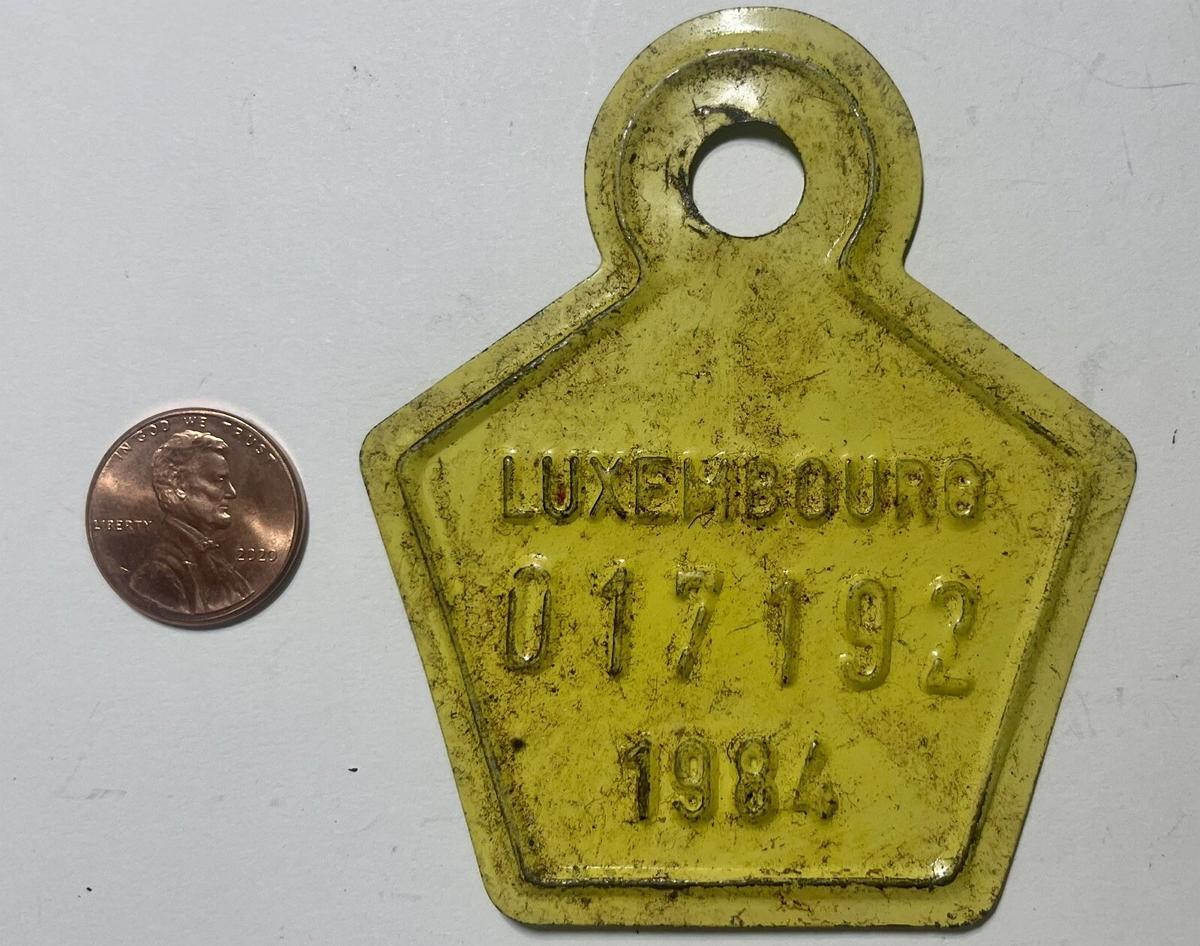 IN GOD WE TRUST
LIBERTY
2020
LUXEMBOURG
017192
1984